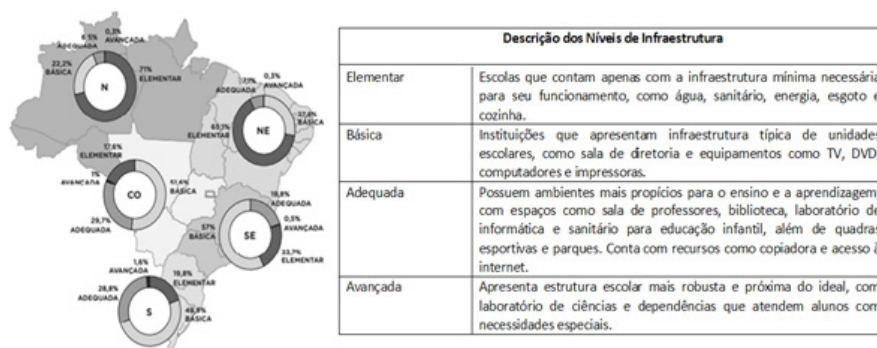 0,3%
AVANÇADA
6,5%
ADEQUADA
22,2%
BÁSICA
71%
ELEMENTAR
N
7,1%
ADEQUADA
0,3%
AVANÇADA
ELEMENTAR
BÁSICA
NE
17,6%
ELEMENTAR
1%
AVANÇADA
51,6%
BÁSICA
CO
29,7%
ADEQUADA
ADEQUADA
0,5%
AVANÇADA
57%
BÁSICA
SE
ELEMENTAR
1,6%
AVANÇADA
19,8%
ELEMENTAR
28,8%
ADEQUADA
S
BÁSICA
Descrição dos Níveis de Infraestrutura
Elementar
Escolas que contam apenas com a infraestrutura mínima necessária
para seu funcionamento, como água, sanitário, energia, esgoto e
cozinha.
Básica
Instituições que apresentam infraestrutura típica de unidades
escolares, como sala de diretoria e equipamentos como TV, DVD,
computadores e impressoras.
Adequada
Possuem ambientes mais propícios para o ensino e a aprendizagem,
com espaços como sala de professores, biblioteca, laboratório de
informática e sanitário para educação infantil, além de quadras
esportivas e parques. Conta com recursos como copiadora e acesso à
internet.
Avançada
Apresenta estrutura escolar mais robusta e próxima do ideal, com
laboratório de ciências e dependências que atendem alunos com
necessidades especiais.